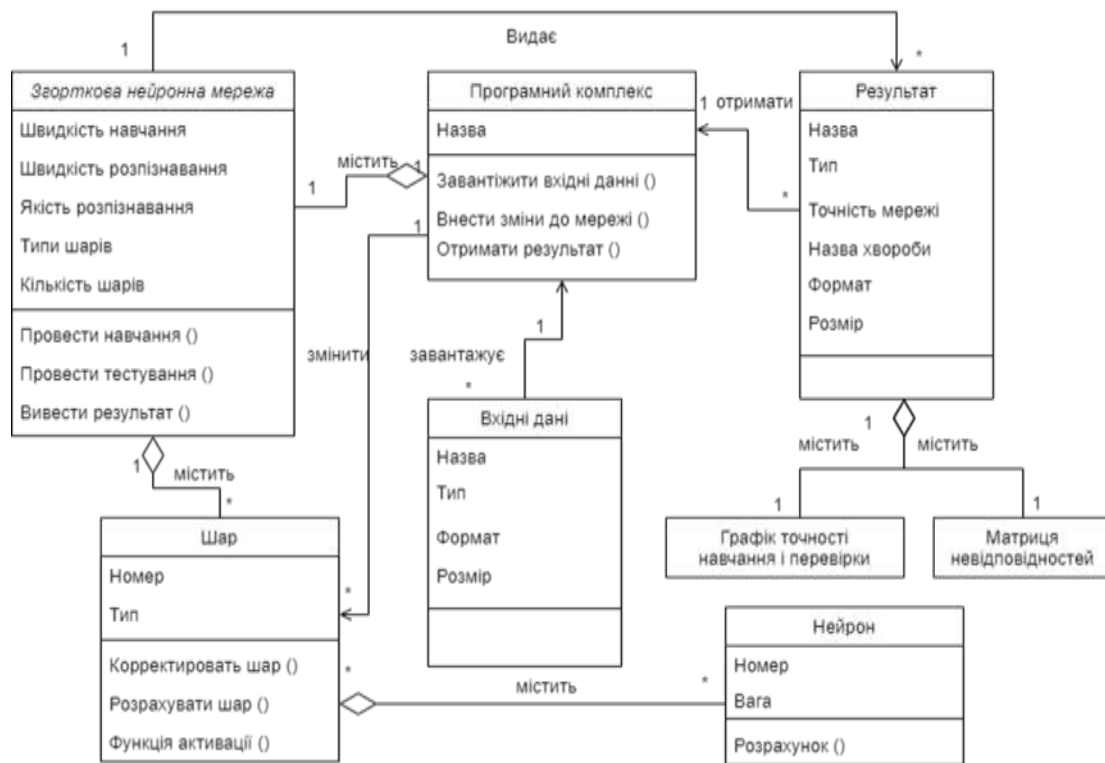 Видає
1
*
Згорткова нейронна мережа
Швидкість навчання
Швидкість розпізнавання
Якість розпізнавання
Типи шарів
Кількість шарів
Провести навчання ()
Провести тестування ()
Вивести результат ()
містить
1
1
Програмний комплекс
Назва
Завантіжити вхідні данні ()
Внести зміни до мережі ()
Отримати результат ()
1 отримати
*
Результат
Назва
Тип
Точність мережі
Назва хвороби
Формат
Розмір
1
змінити
*
1
завантажує
*
Вхідні дані
Назва
Тип
Формат
Розмір
1
містить
містить
1
1
Графік точності
навчання і перевірки
Матриця
невідповідностей
1
містить
*
Шар
Номер
Тип
Корректировать шар ()
Розрахувати шар ()
Функція активації ()
*
містить
*
Нейрон
Номер
Вага
Розрахунок ()